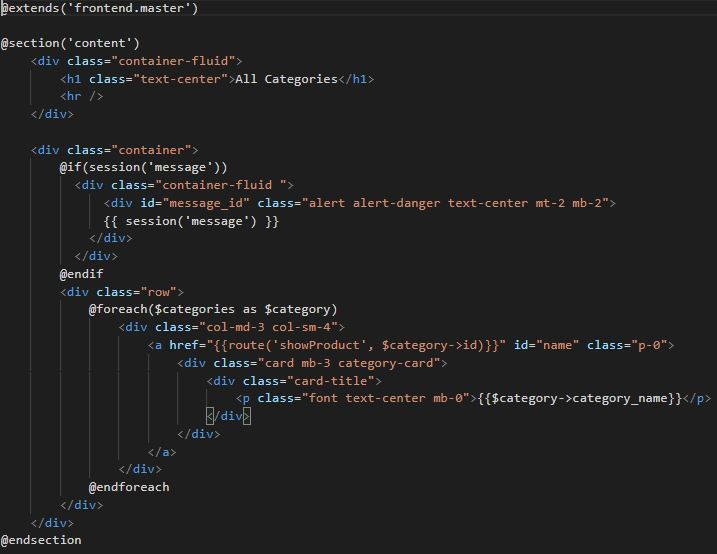 @extends('frontend.master')

@section('content')
    <div class="container-fluid">
        <h1 class="text-center">All Categories</h1>
        <hr />
    </div>

    <div class="container">
        @if(session('message'))
          <div class="container-fluid ">
              <div id="message_id" class="alert alert-danger text-center mt-2 mb-2">
              {{ session('message') }}
            </div>
          </div>
        @endif
        <div class="row">
            @foreach($categories as $category)
                <div class="col-md-3 col-sm-4">
                    <a href="{{route('showProduct', $category->id)}}" id="name" class="p-0">
                        <div class="card mb-3 category-card">
                            <div class="card-title">
                                <p class="font text-center mb-0">{{$category->category_name}}</p>
                            </div>
                        </div>
                    </a>
                </div>
            @endforeach
        </div>
    </div>
@endsection